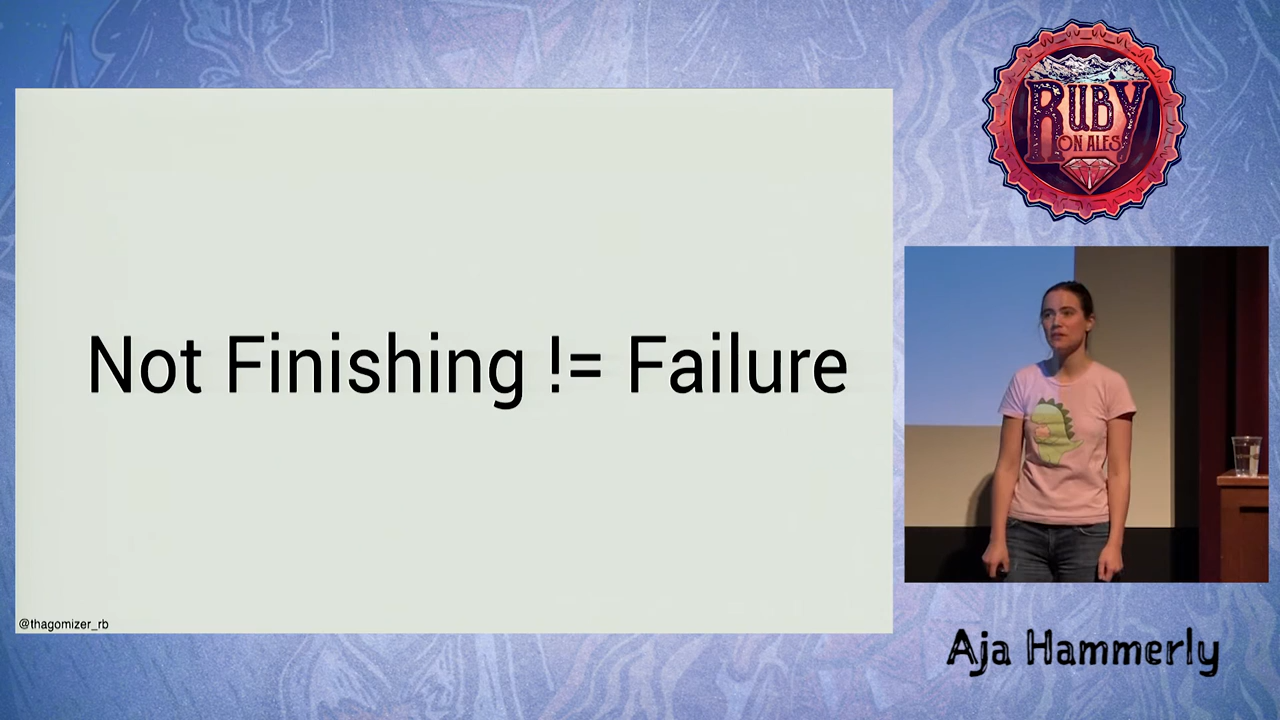 RUBY
ON ALES
Not Finishing != Failure
@thagomizer_rb
Aja Hammerly